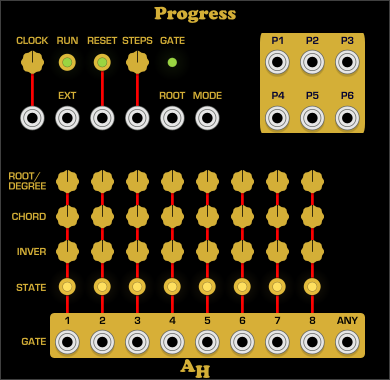 Progress
CLOCK RUN RESET STEPS GATE
P1 P2 P3
EXT ROOT MODE
P4 P5 P6
ROOT/
DEGREE
CHORD
INVER
STATE
1 2 3 4 5 6 7 8 ANY
GATE
AH